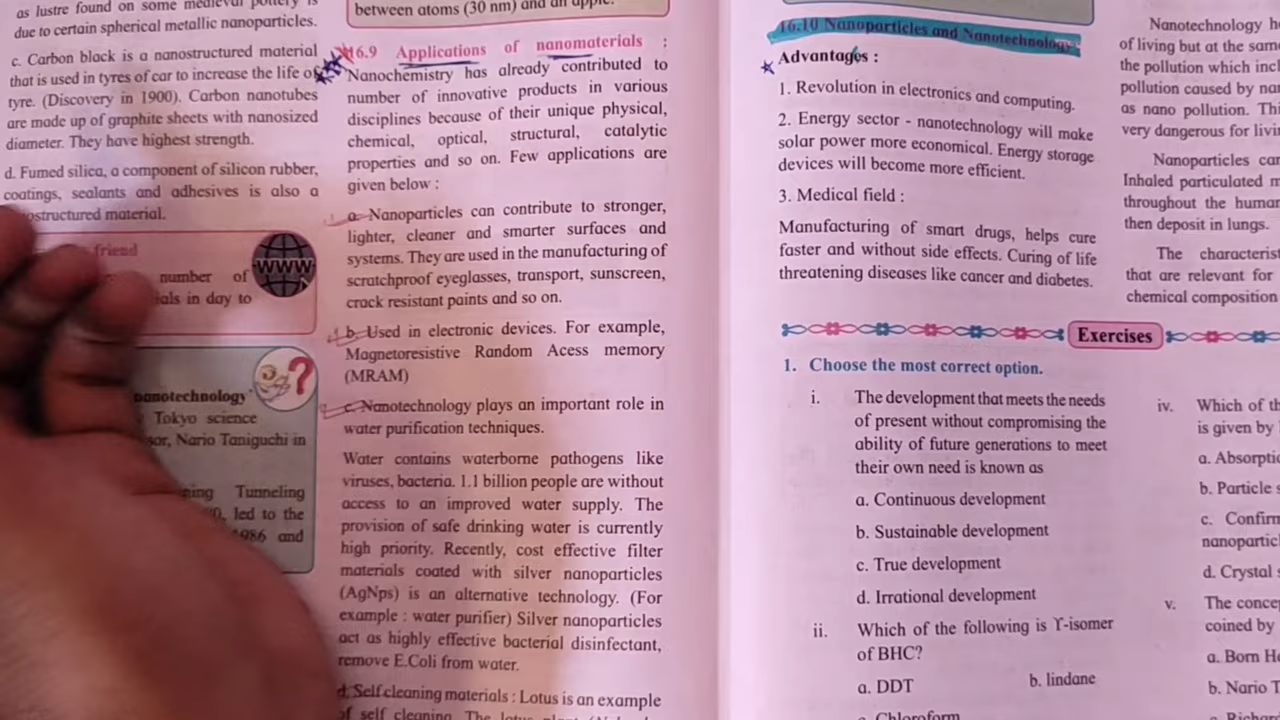 as lustre found on some medieval pottery is
due to certain spherical metallic nanoparticles.
c. Carbon black is a nanostructured material
that is used in tyres of car to increase the life of
tyre. (Discovery in 1900). Carbon nanotubes
are made up of graphite sheets with nanosized
diameter. They have highest strength.
d. Fumed silica, a component of silicon rubber,
coatings, sealants and adhesives is also a
nostructured material.
friend
number of
WWW
ials in day to
?
nanotechnology
Tokyo science
sor, Nario Taniguchi in
ning Tunneling
led to the
1986 and
between atoms (30 nm) and an apple.
16.9 Applications of nanomaterials :
Nanochemistry has already contributed to
number of innovative products in various
disciplines because of their unique physical,
chemical, optical, structural, catalytic
properties and so on. Few applications are
given below :
a. Nanoparticles can contribute to stronger,
lighter, cleaner and smarter surfaces and
systems. They are used in the manufacturing of
scratchproof eyeglasses, transport, sunscreen,
crack resistant paints and so on.
b. Used in electronic devices. For example,
Magnetoresistive Random Acess memory
(MRAM)
c. Nanotechnology plays an important role in
water purification techniques.
Water contains waterborne pathogens like
viruses, bacteria. 1.1 billion people are without
access to an improved water supply. The
provision of safe drinking water is currently
high priority. Recently, cost effective filter
materials coated with silver nanoparticles
(AgNps) is an alternative technology. (For
example : water purifier) Silver nanoparticles
act as highly effective bacterial disinfectant,
remove E.Coli from water.
d. Self cleaning materials : Lotus is an example
of self cleaning. The lotus
16.10 Nanoparticles and Nanotechnology
Advantages :
1. Revolution in electronics and computing.
2. Energy sector - nanotechnology will make
solar power more economical. Energy storage
devices will become more efficient.
3. Medical field :
Manufacturing of smart drugs, helps cure
faster and without side effects. Curing of life
threatening diseases like cancer and diabetes.
Nanotechnology h
of living but at the sam
the pollution which incl
pollution caused by na
as nano pollution. Thi
very dangerous for livi
Nanoparticles can
Inhaled particulated m
throughout the human
then deposit in lungs.
The characterist
that are relevant for
chemical composition
Exercises
1. Choose the most correct option.
i. The development that meets the needs
of present without compromising the
ability of future generations to meet
their own need is known as
a. Continuous development
b. Sustainable development
c. True development
d. Irrational development
ii. Which of the following is ϒ-isomer
of BHC?
a. DDT b. lindane
c. Chloroform
iv. Which of th
is given by
a. Absorptio
b. Particle s
c. Confirm
nanopartic
d. Crystal s
v. The conce
coined by
a. Born He
b. Nario T
c. Richard